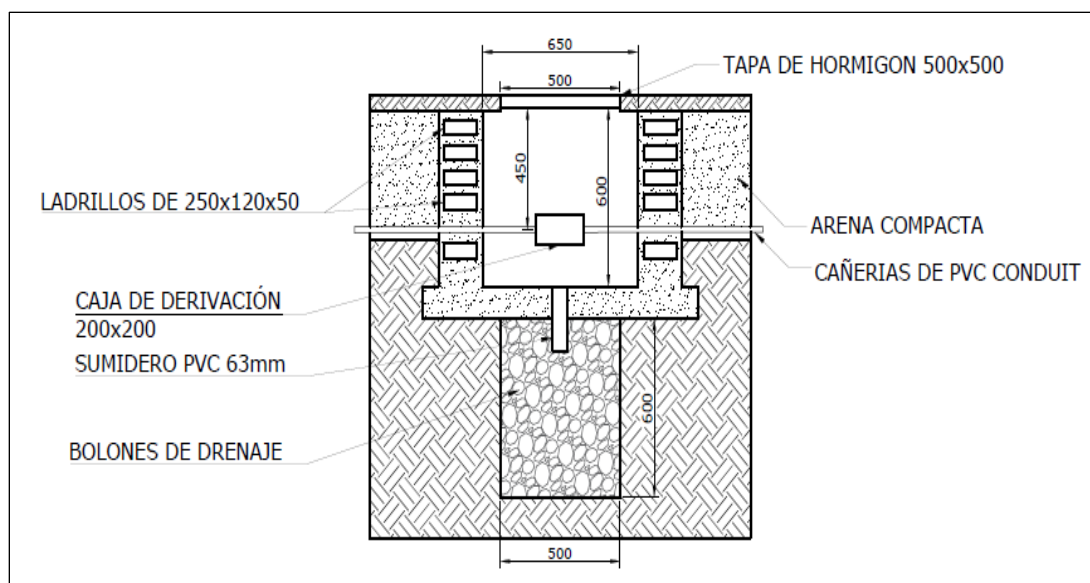 650
500
TAPA DE HORMIGON 500x500
450
600
LADRILLOS DE 250x120x50
ARENA COMPACTA
CAÑERIAS DE PVC CONDUIT
CAJA DE DERIVACIÓN
200x200
SUMIDERO PVC 63mm
600
BOLONES DE DRENAJE
500